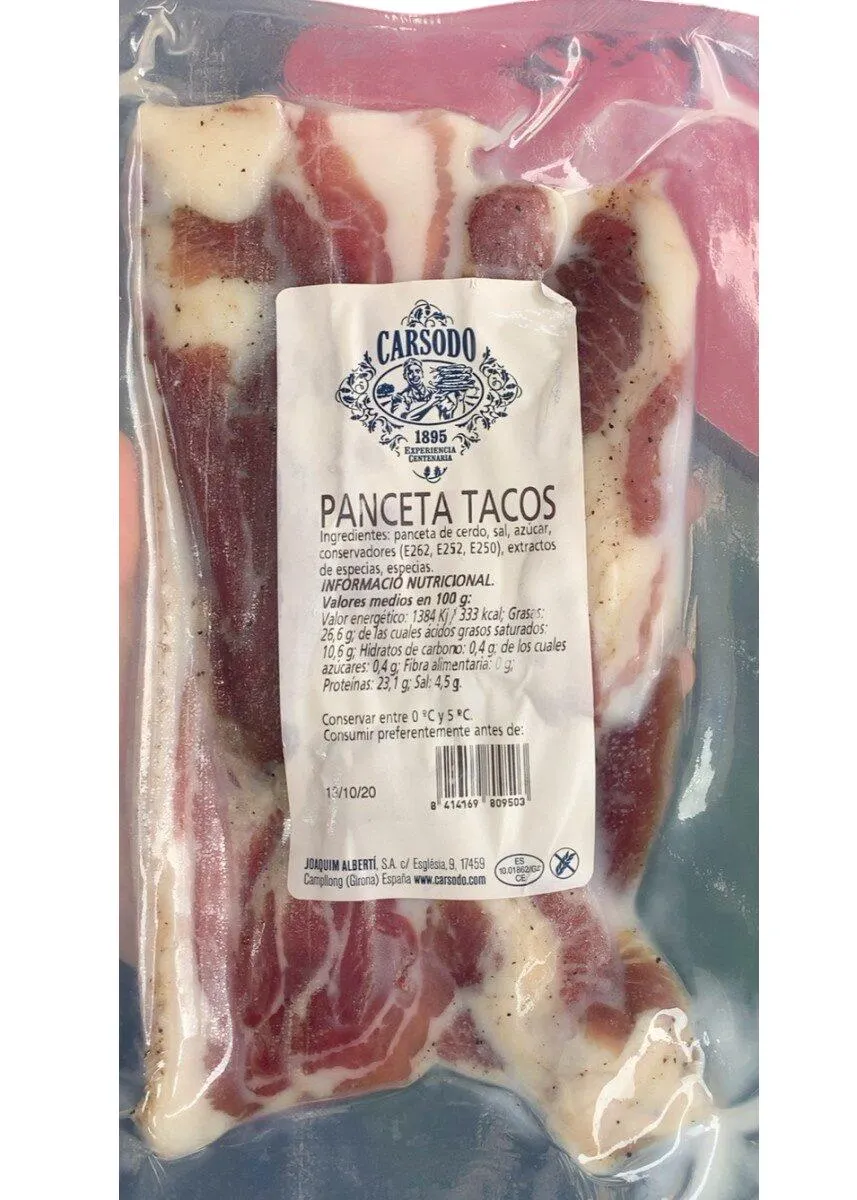 CARSODO
1895
EXPERIENCIA
CENTENARIA
PANCETA TACOS
Ingredientes: panceta de cerdo, sal, azúcar,
conservadores (E262, E252, E250), extractos
de especias, especias.
INFORMACIÓ NUTRICIONAL.
Valores medios en 100 g:
Valor energético: 1384 Kj / 333 kcal; Grasas:
26,6 g; de las cuales ácidos grasos saturados:
10,6 g; Hidratos de carbono: 0,4 g; de los cuales
azúcares: 0,4 g; Fibra alimentaria: 0 g;
Proteínas: 23,1 g; Sal: 4,5 g.
Conservar entre 0 ºC y 5 ºC.
Consumir preferentemente antes de:
/10/20
8 414169 809503
JOAQUIM ALBERTÍ, S.A. c/ Església, 9, 17459
Campllong (Girona) España www.carsodo.com
ES
CE